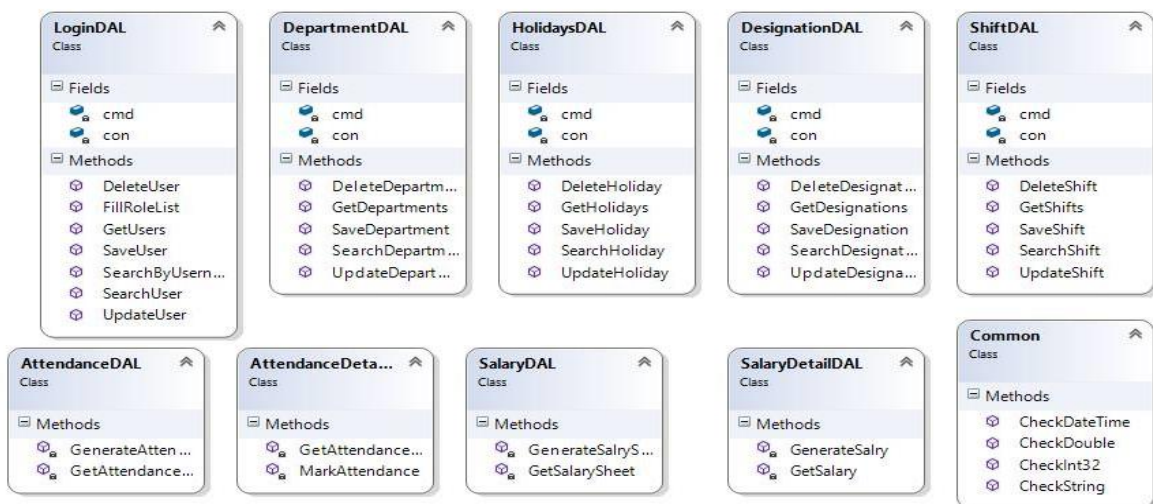 LoginDAL
Class
Fields
cmd
con
Methods
DeleteUser
FillRoleList
GetUsers
SaveUser
SearchByUsern...
SearchUser
UpdateUser
DepartmentDAL
Class
Fields
cmd
con
Methods
DeleteDepartm...
GetDepartments
SaveDepartment
SearchDepartm...
UpdateDepart...
HolidaysDAL
Class
Fields
cmd
con
Methods
DeleteHoliday
GetHolidays
SaveHoliday
SearchHoliday
UpdateHoliday
DesignationDAL
Class
Fields
cmd
con
Methods
DeleteDesignat...
GetDesignations
SaveDesignation
SearchDesignat...
UpdateDesigna...
ShiftDAL
Class
Fields
cmd
con
Methods
DeleteShift
GetShifts
SaveShift
SearchShift
UpdateShift
AttendanceDAL
Class
Methods
GenerateAtten...
GetAttendance...
AttendanceDeta...
Class
Methods
GetAttendance...
MarkAttendance
SalaryDAL
Class
Methods
GenerateSalryS...
GetSalarySheet
SalaryDetailDAL
Class
Methods
GenerateSalry
GetSalary
Common
Class
Methods
CheckDateTime
CheckDouble
CheckInt32
CheckString